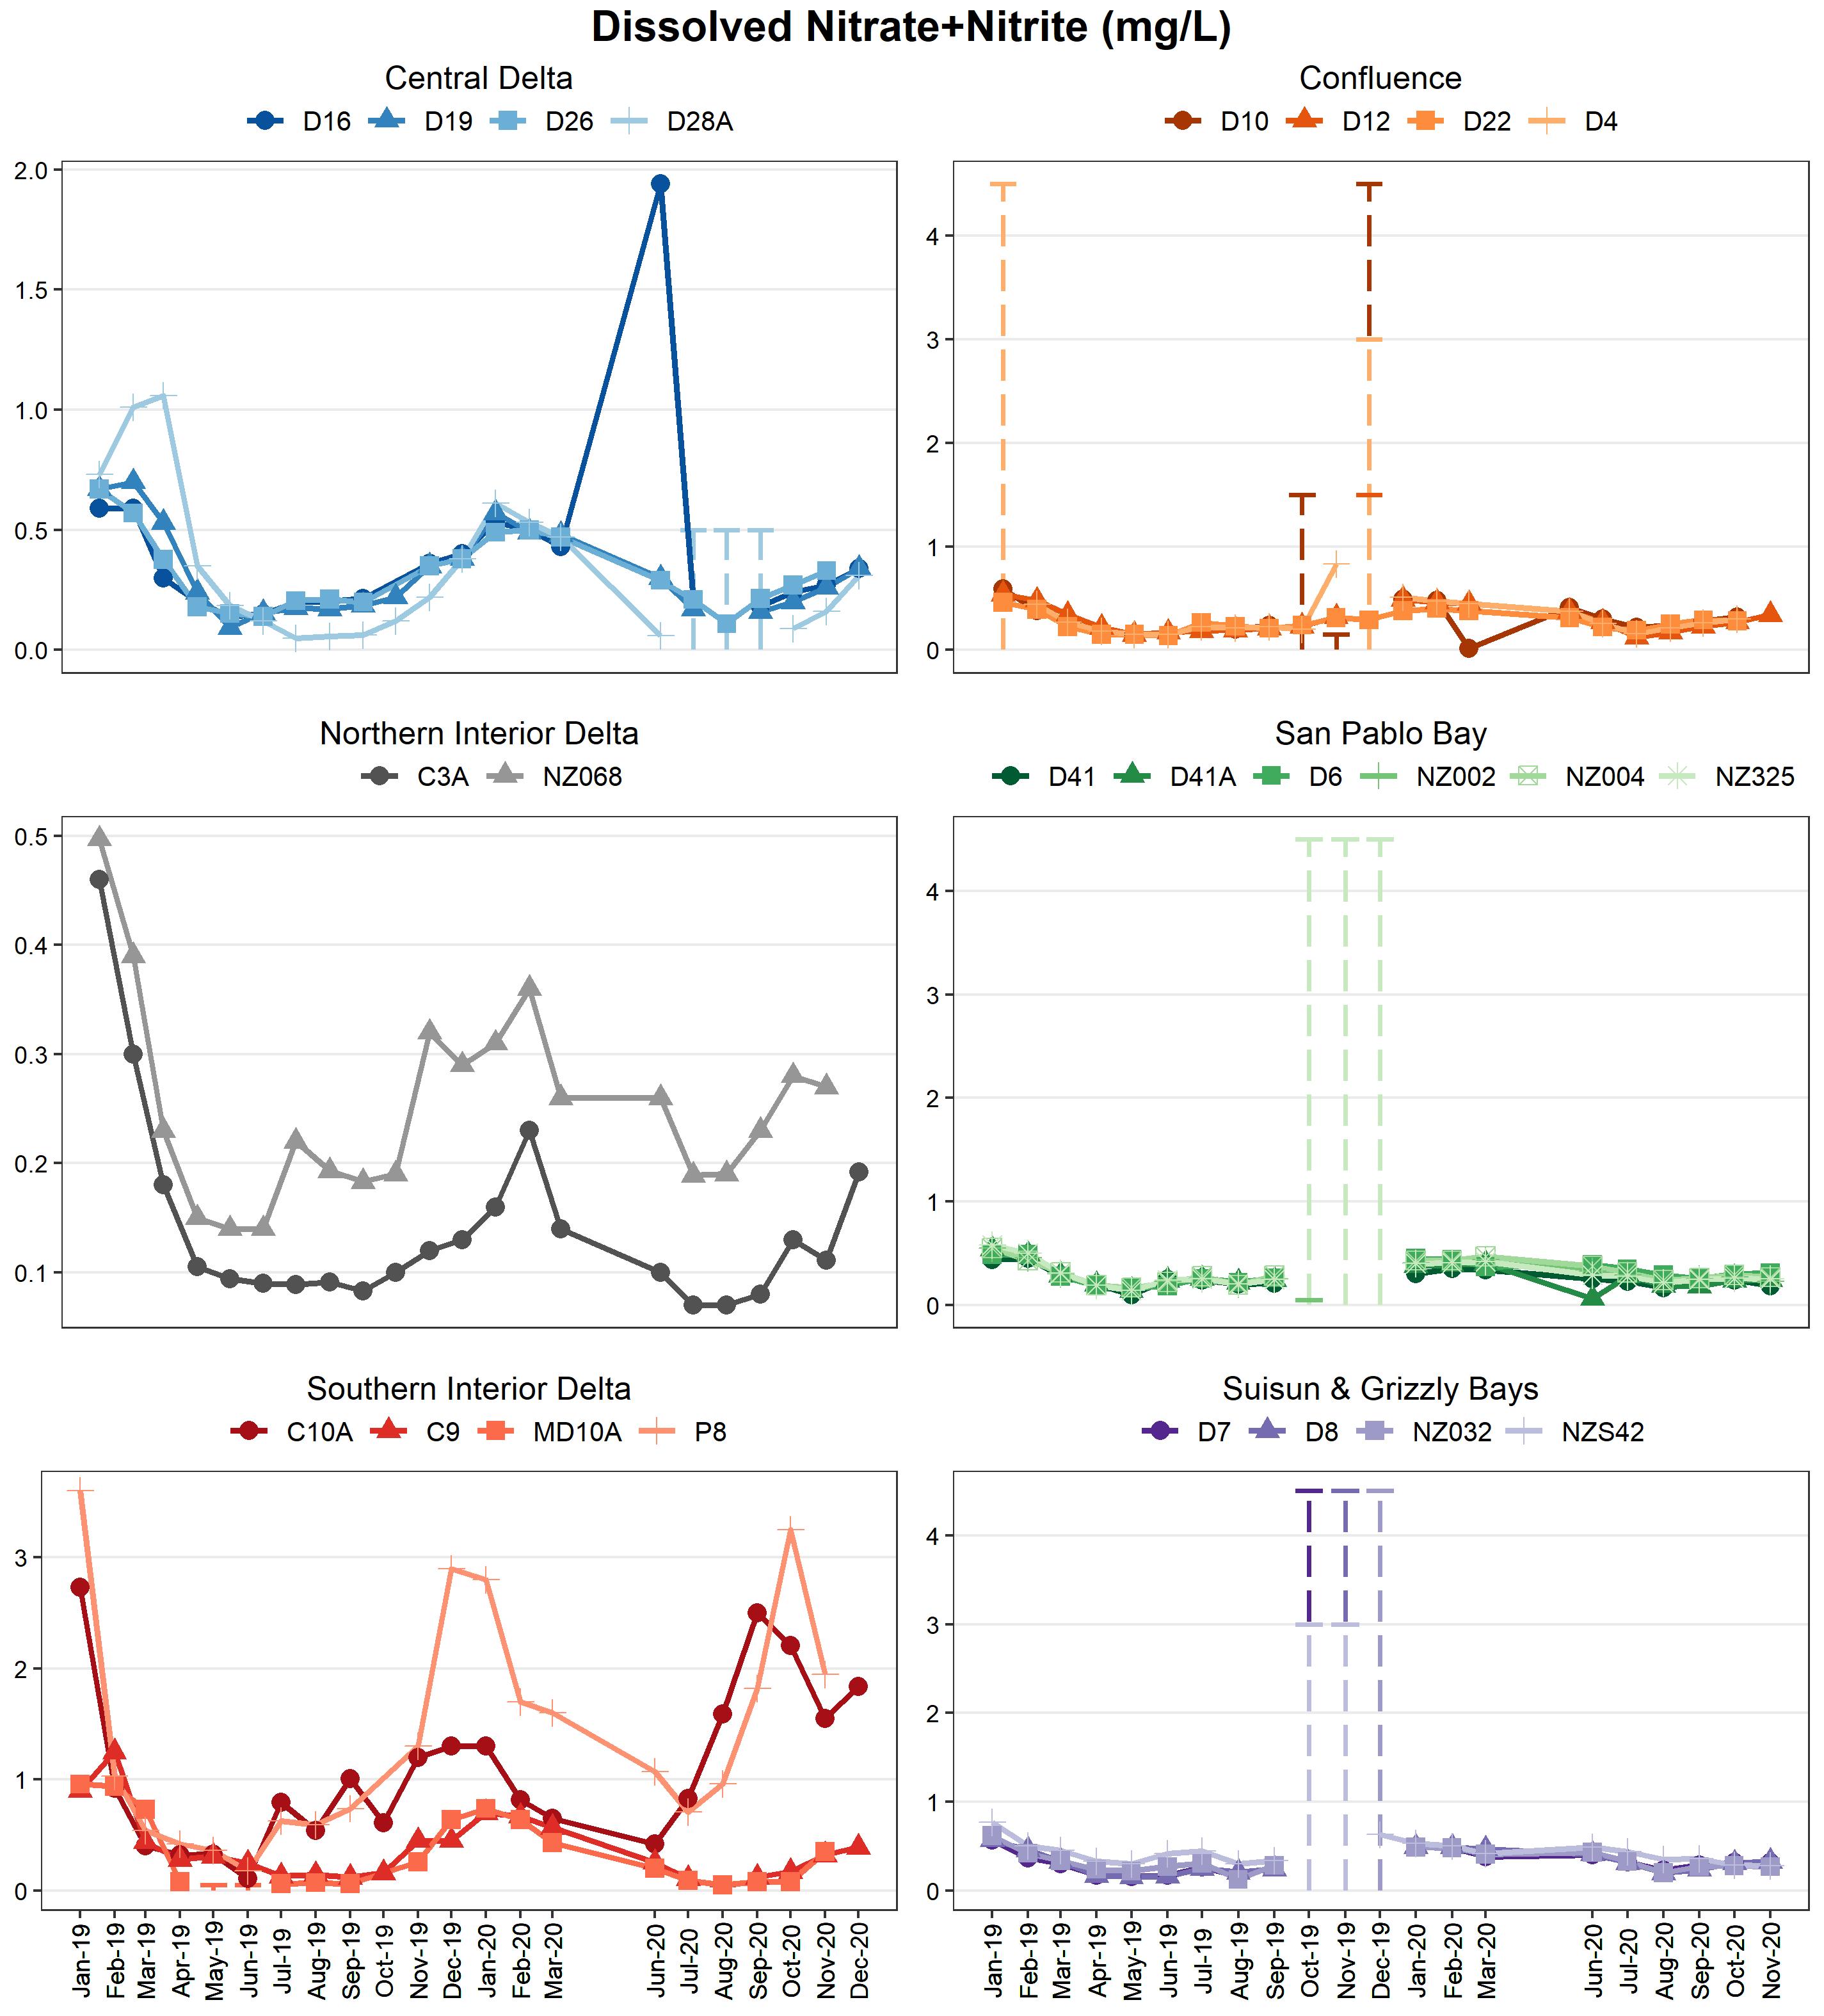 Dissolved Nitrate+Nitrite (mg/L)
Central Delta
D16 D19 D26 D28A
2.0
1.5
1.0
0.5
0.0
Confluence
D10 D12 D22 D4
4
3
2
1
0
Northern Interior Delta
C3A NZ068
0.5
0.4
0.3
0.2
0.1
San Pablo Bay
D41 D41A D6 NZ002 NZ004 NZ325
4
3
2
1
0
Southern Interior Delta
C10A C9 MD10A P8
3
2
1
0
Jan-19 Feb-19 Mar-19 Apr-19 May-19 Jun-19 Jul-19 Aug-19 Sep-19 Oct-19 Nov-19 Dec-19 Jan-20 Feb-20 Mar-20 Jun-20 Jul-20 Aug-20 Sep-20 Oct-20 Nov-20 Dec-20
Suisun & Grizzly Bays
D7 D8 NZ032 NZS42
4
3
2
1
0
Jan-19 Feb-19 Mar-19 Apr-19 May-19 Jun-19 Jul-19 Aug-19 Sep-19 Oct-19 Nov-19 Dec-19 Jan-20 Feb-20 Mar-20 Jun-20 Jul-20 Aug-20 Sep-20 Oct-20 Nov-20